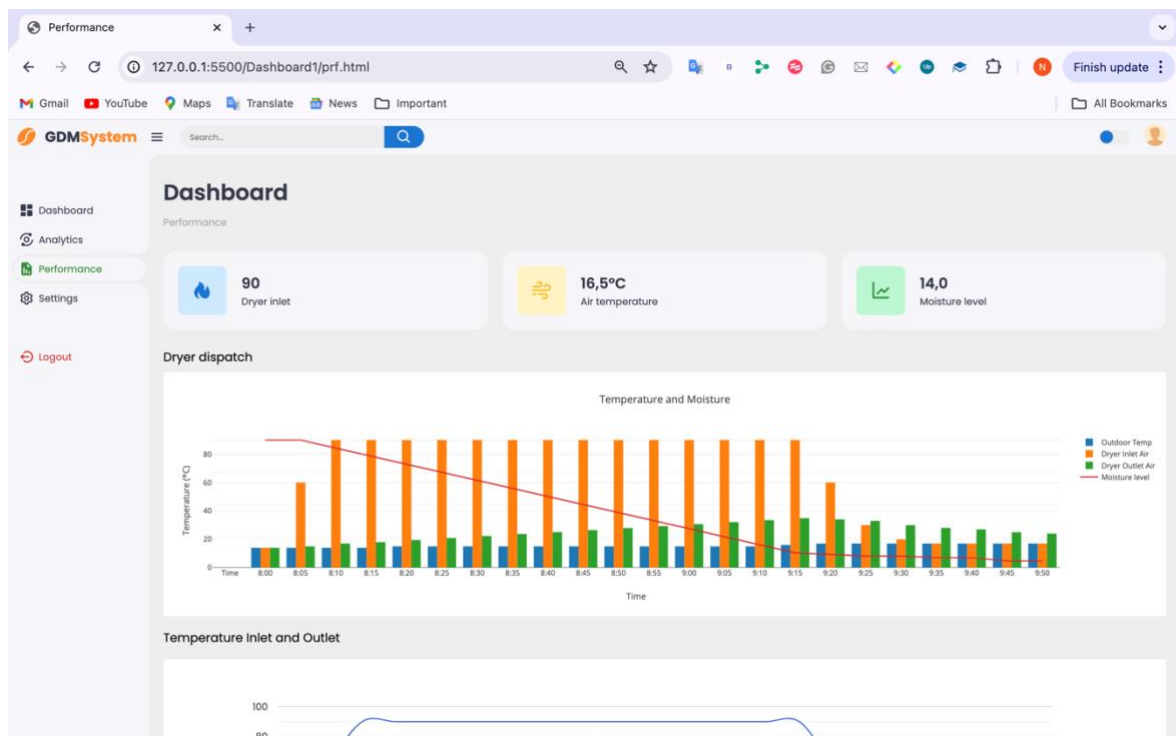 Performance
127.0.0.1:5500/Dashboard1/prf.html
Finish update
Gmail YouTube Maps Translate News Important All Bookmarks
GDMSystem Search...
Dashboard
Analytics
Performance
Settings
Logout
Dashboard
Performance
90
Dryer inlet
16,5°C
Air temperature
14,0
Moisture level
Dryer dispatch
Temperature and Moisture
Temperature (°C)
80
60
40
20
0
Time 8:00 8:05 8:10 8:15 8:20 8:25 8:30 8:35 8:40 8:45 8:50 8:55 9:00 9:05 9:10 9:15 9:20 9:25 9:30 9:35 9:40 9:45 9:50
Time
Outdoor Temp
Dryer Inlet Air
Dryer Outlet Air
Moisture level
Temperature Inlet and Outlet
100
80